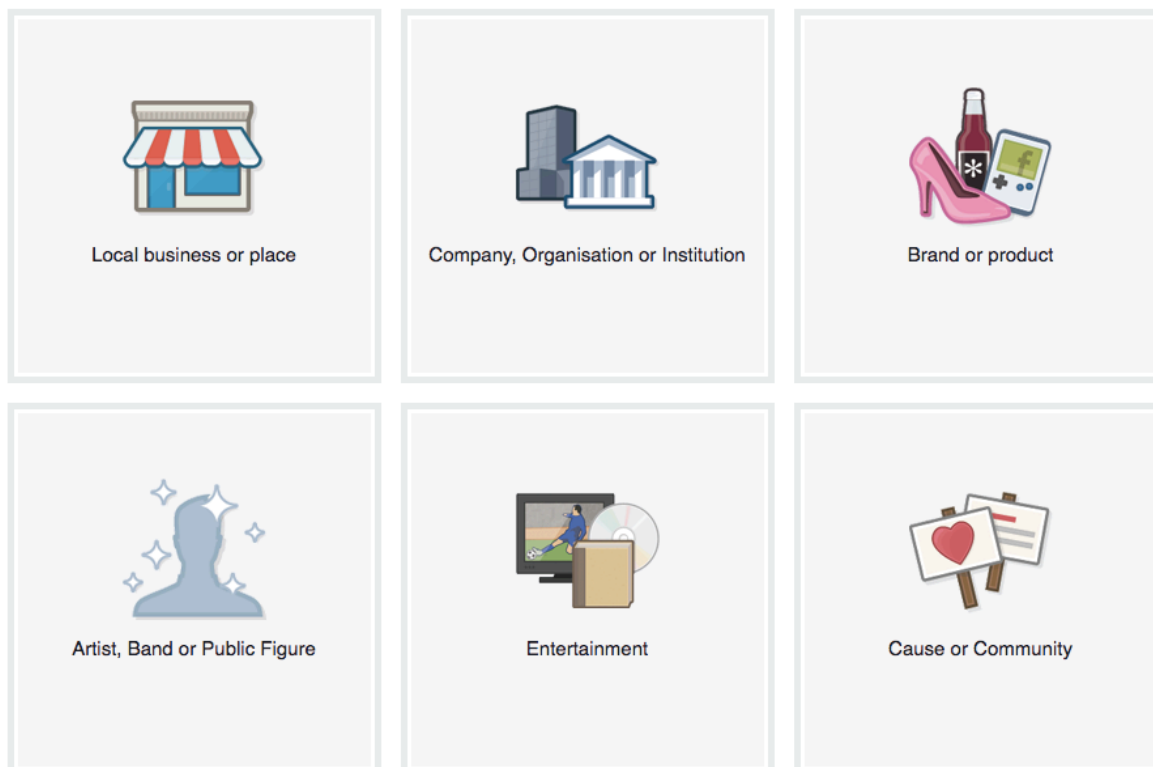 Local business or place
Company, Organisation or Institution
Brand or product
Artist, Band or Public Figure
Entertainment
Cause or Community